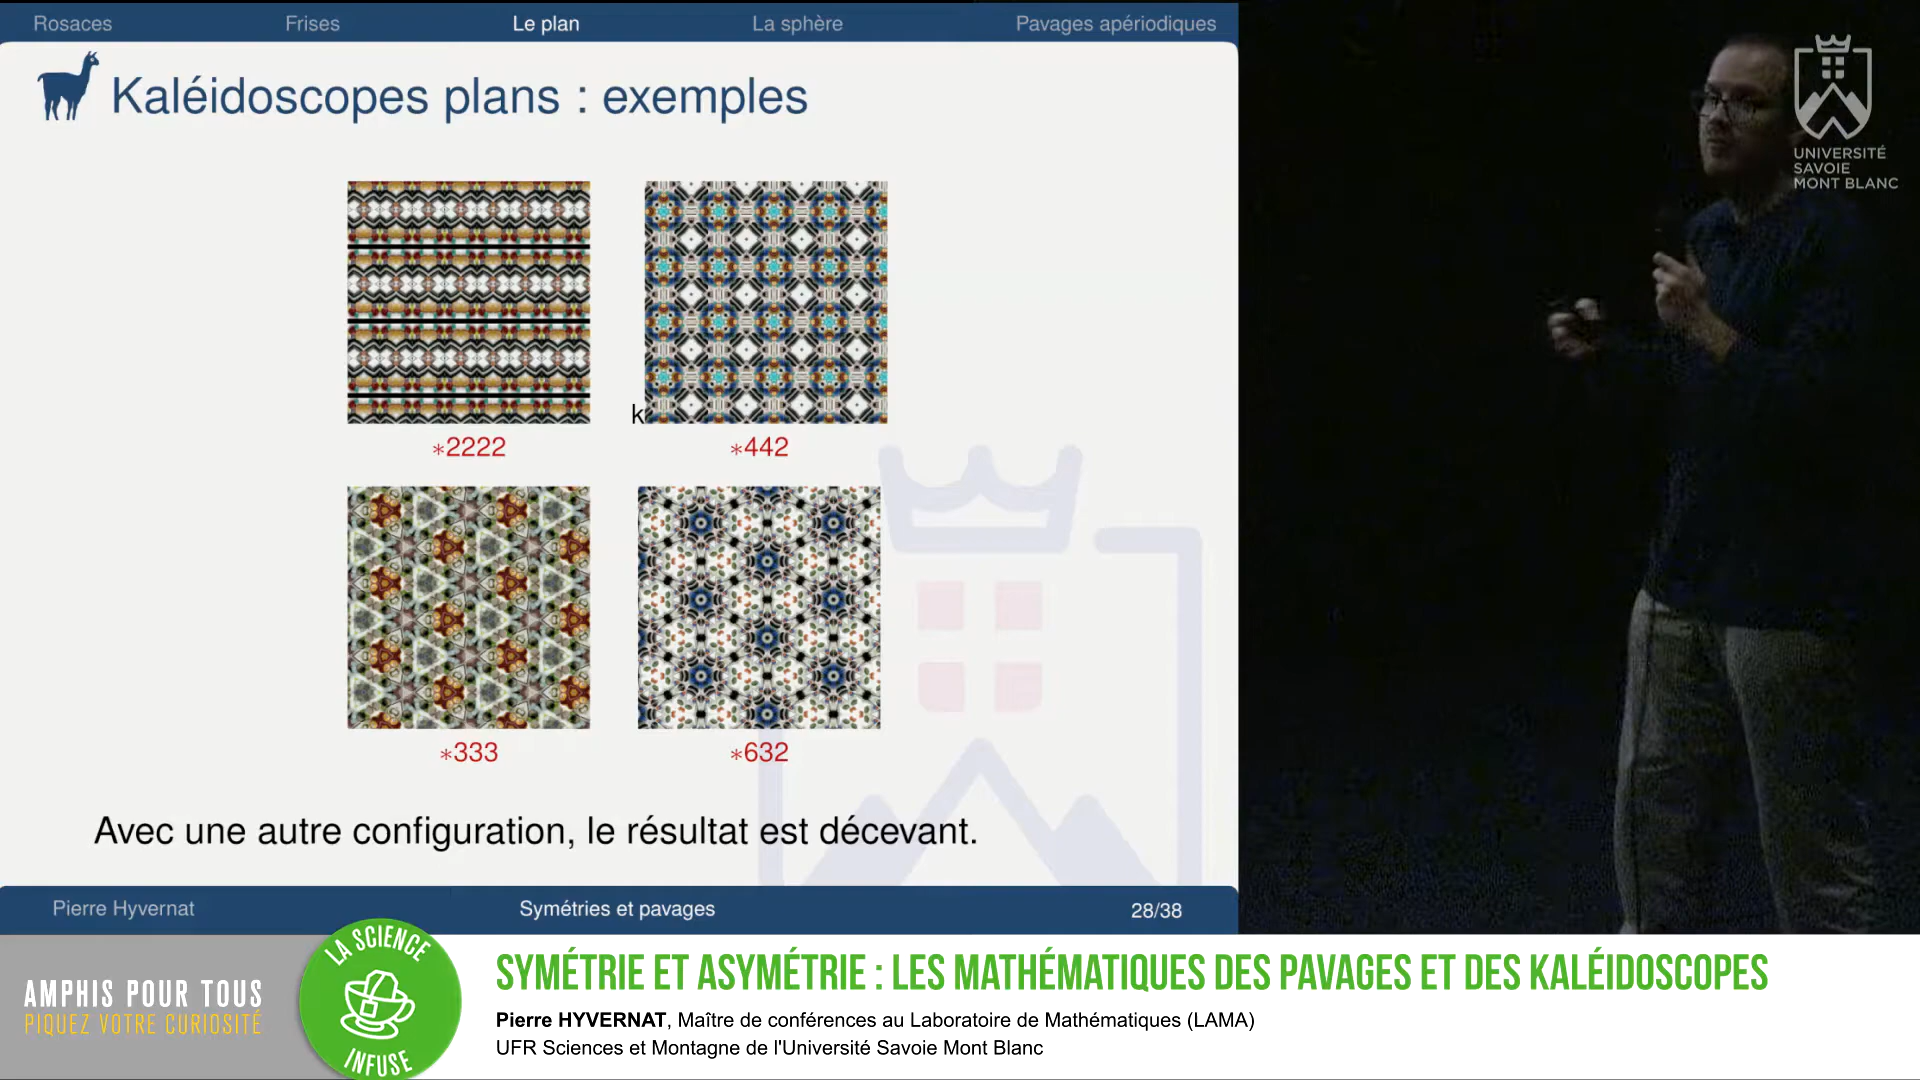 Rosaces Frises Le plan La sphère Pavages apériodiques
Kaléidoscopes plans : exemples
k
*2222 *442
*333 *632
Avec une autre configuration, le résultat est décevant.
Pierre Hyvernat Symétries et pavages 28/38
UNIVERSITÉ
SAVOIE
MONT BLANC
AMPHIS POUR TOUS
PIQUEZ VOTRE CURIOSITÉ
LA SCIENCE
INFUSE
SYMÉTRIE ET ASYMÉTRIE : LES MATHÉMATIQUES DES PAVAGES ET DES KALÉIDOSCOPES
Pierre HYVERNAT, Maître de conférences au Laboratoire de Mathématiques (LAMA)
UFR Sciences et Montagne de l'Université Savoie Mont Blanc